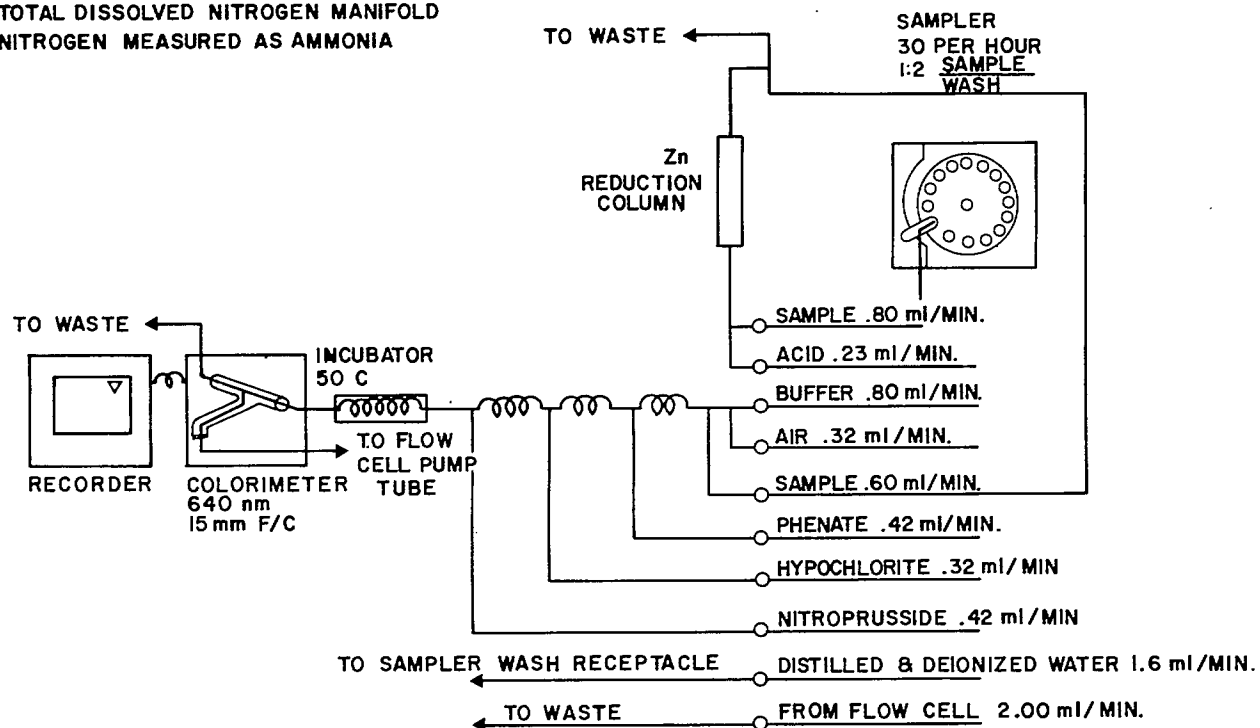 TOTAL DISSOLVED NITROGEN MANIFOLD
NITROGEN MEASURED AS AMMONIA
TO WASTE
SAMPLER
30 PER HOUR
1:2 SAMPLE
WASH
Zn
REDUCTION
COLUMN
TO WASTE
INCUBATOR
50 C
SAMPLE .80 ml/MIN.
ACID .23 ml/MIN.
BUFFER .80 ml/MIN.
AIR .32 ml/MIN.
SAMPLE .60 ml/MIN.
PHENATE .42 ml/MIN.
HYPOCHLORITE .32 ml/MIN
NITROPRUSSIDE .42 ml/MIN
TO FLOW
CELL PUMP
TUBE
RECORDER
COLORIMETER
640 nm
15 mm F/C
TO SAMPLER WASH RECEPTACLE
DISTILLED & DEIONIZED WATER 1.6 ml/MIN.
TO WASTE
FROM FLOW CELL 2.00 ml/MIN.